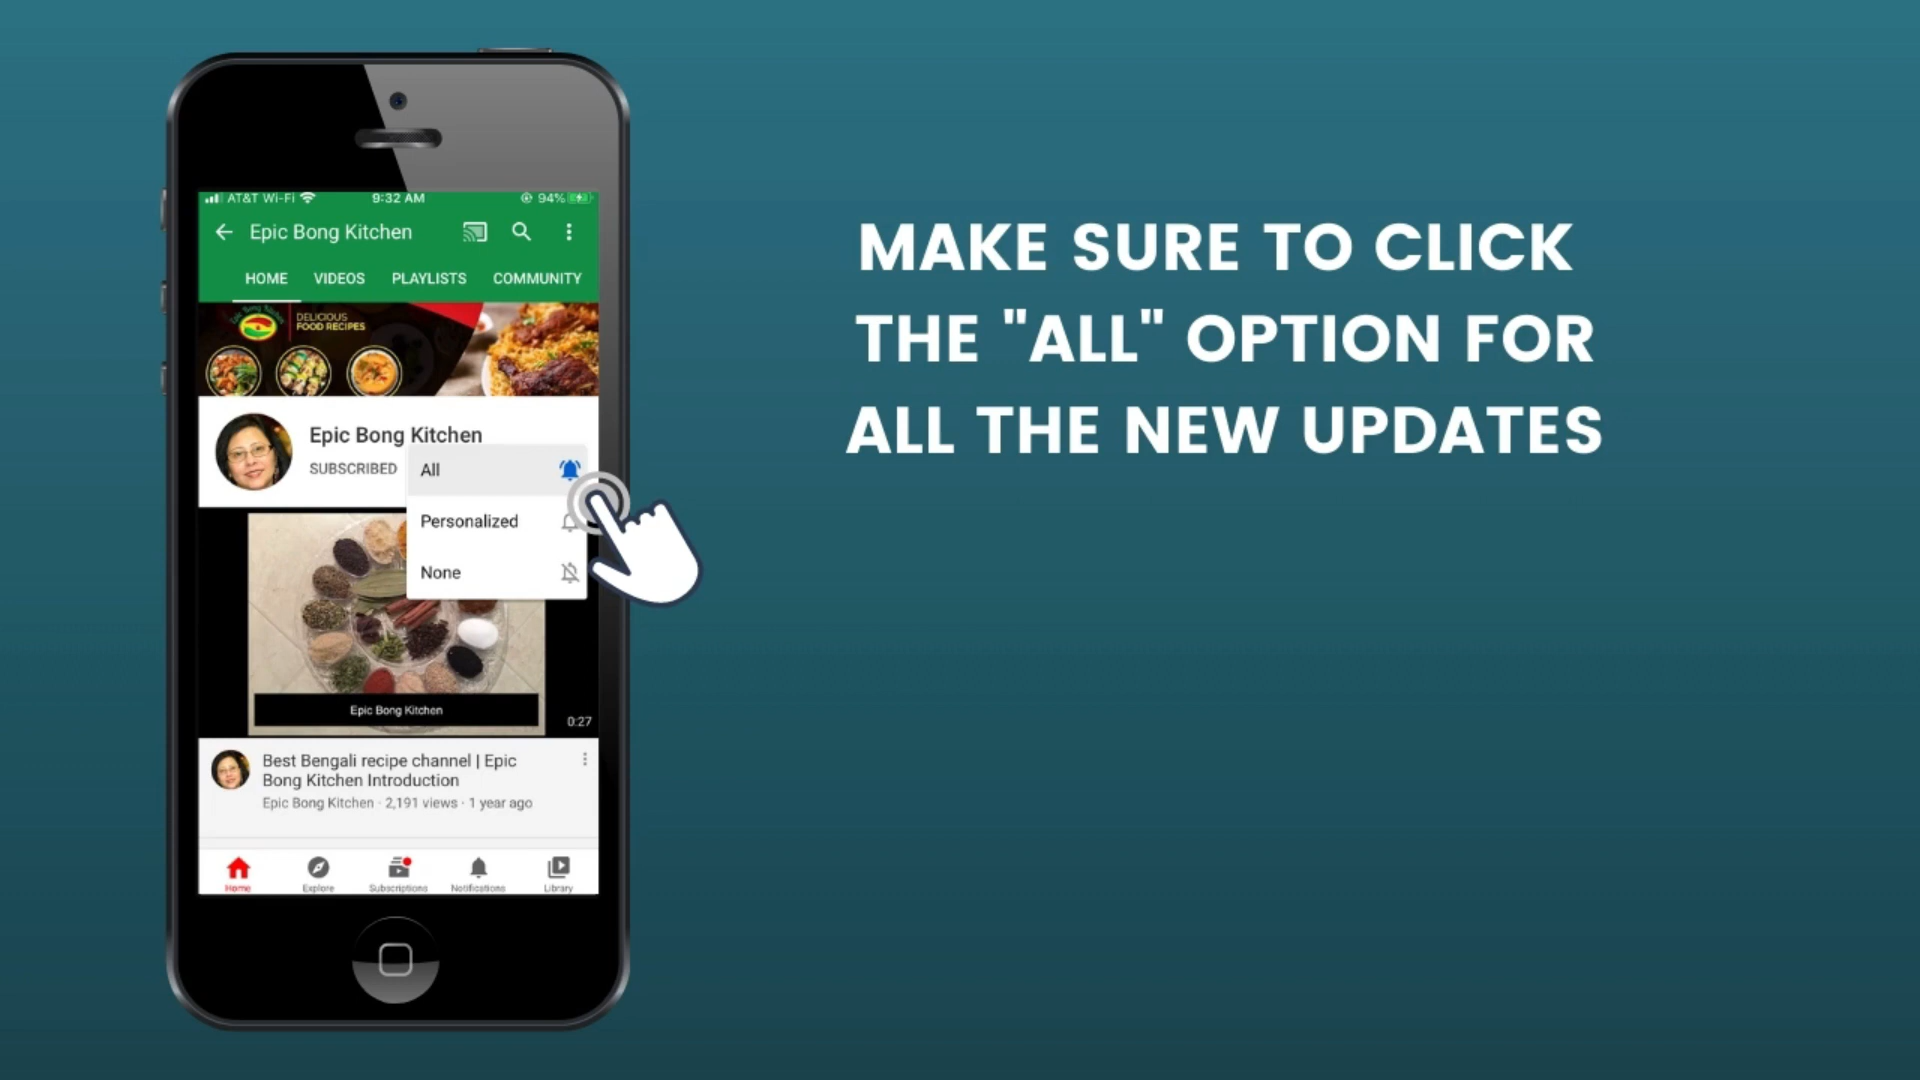 AT&T Wi-Fi 9:32 AM 94%
Epic Bong Kitchen
HOME VIDEOS PLAYLISTS COMMUNITY
DELICIOUS
FOOD RECIPES
Epic Bong Kitchen
SUBSCRIBED
All
Personalized
None
Epic Bong Kitchen
0:27
Best Bengali recipe channel | Epic
Bong Kitchen Introduction
Epic Bong Kitchen · 2,191 views · 1 year ago
Home Explore Subscriptions Notifications Library
MAKE SURE TO CLICK
THE "ALL" OPTION FOR
ALL THE NEW UPDATES